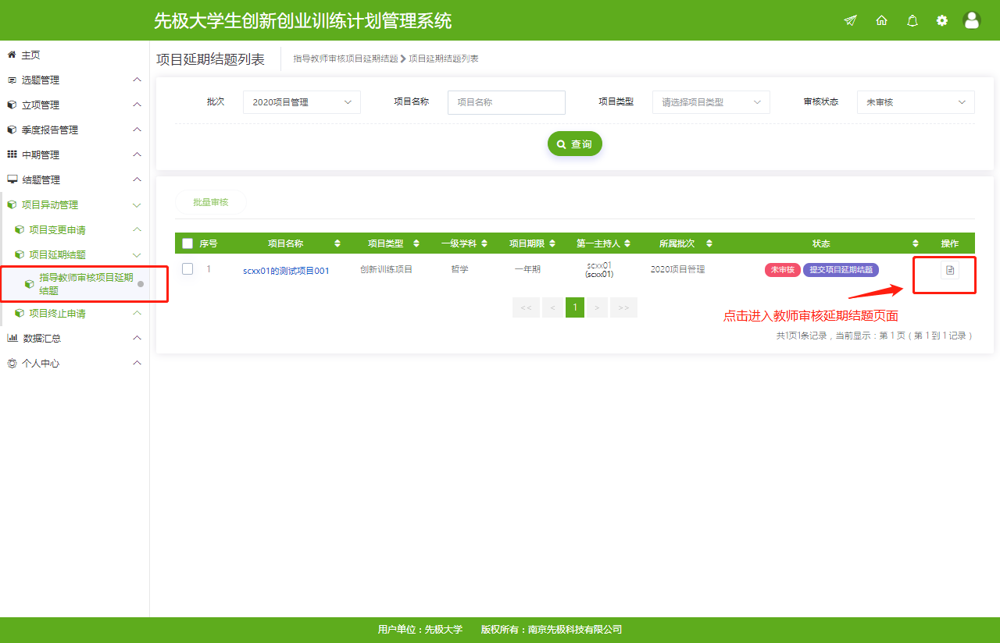 先极大学生创新创业训练计划管理系统
主页
选题管理
立项管理
季度报告管理
中期管理
结题管理
项目异动管理
项目变更申请
项目延期结题
指导教师审核项目延期
结题
项目终止申请
数据汇总
个人中心
项目延期结题列表 指导教师审核项目延期结题 项目延期结题列表
批次 2020项目管理 项目名称 项目名称 项目类型 请选择项目类型 审核状态 未审核
查询
批量审核
序号 项目名称 项目类型 一级学科 项目期限 第一主持人 所属批次 状态 操作
1 scxx01的测试项目001 创新训练项目 哲学 一年期 scxx01 (scxx01) 2020项目管理 未审核 提交项目延期结题
<< < 1 > >>
点击进入教师审核延期结题页面
共1页1条记录，当前显示：第 1 页（第 1 到 1 记录）
用户单位：先极大学 版权所有：南京先极科技有限公司